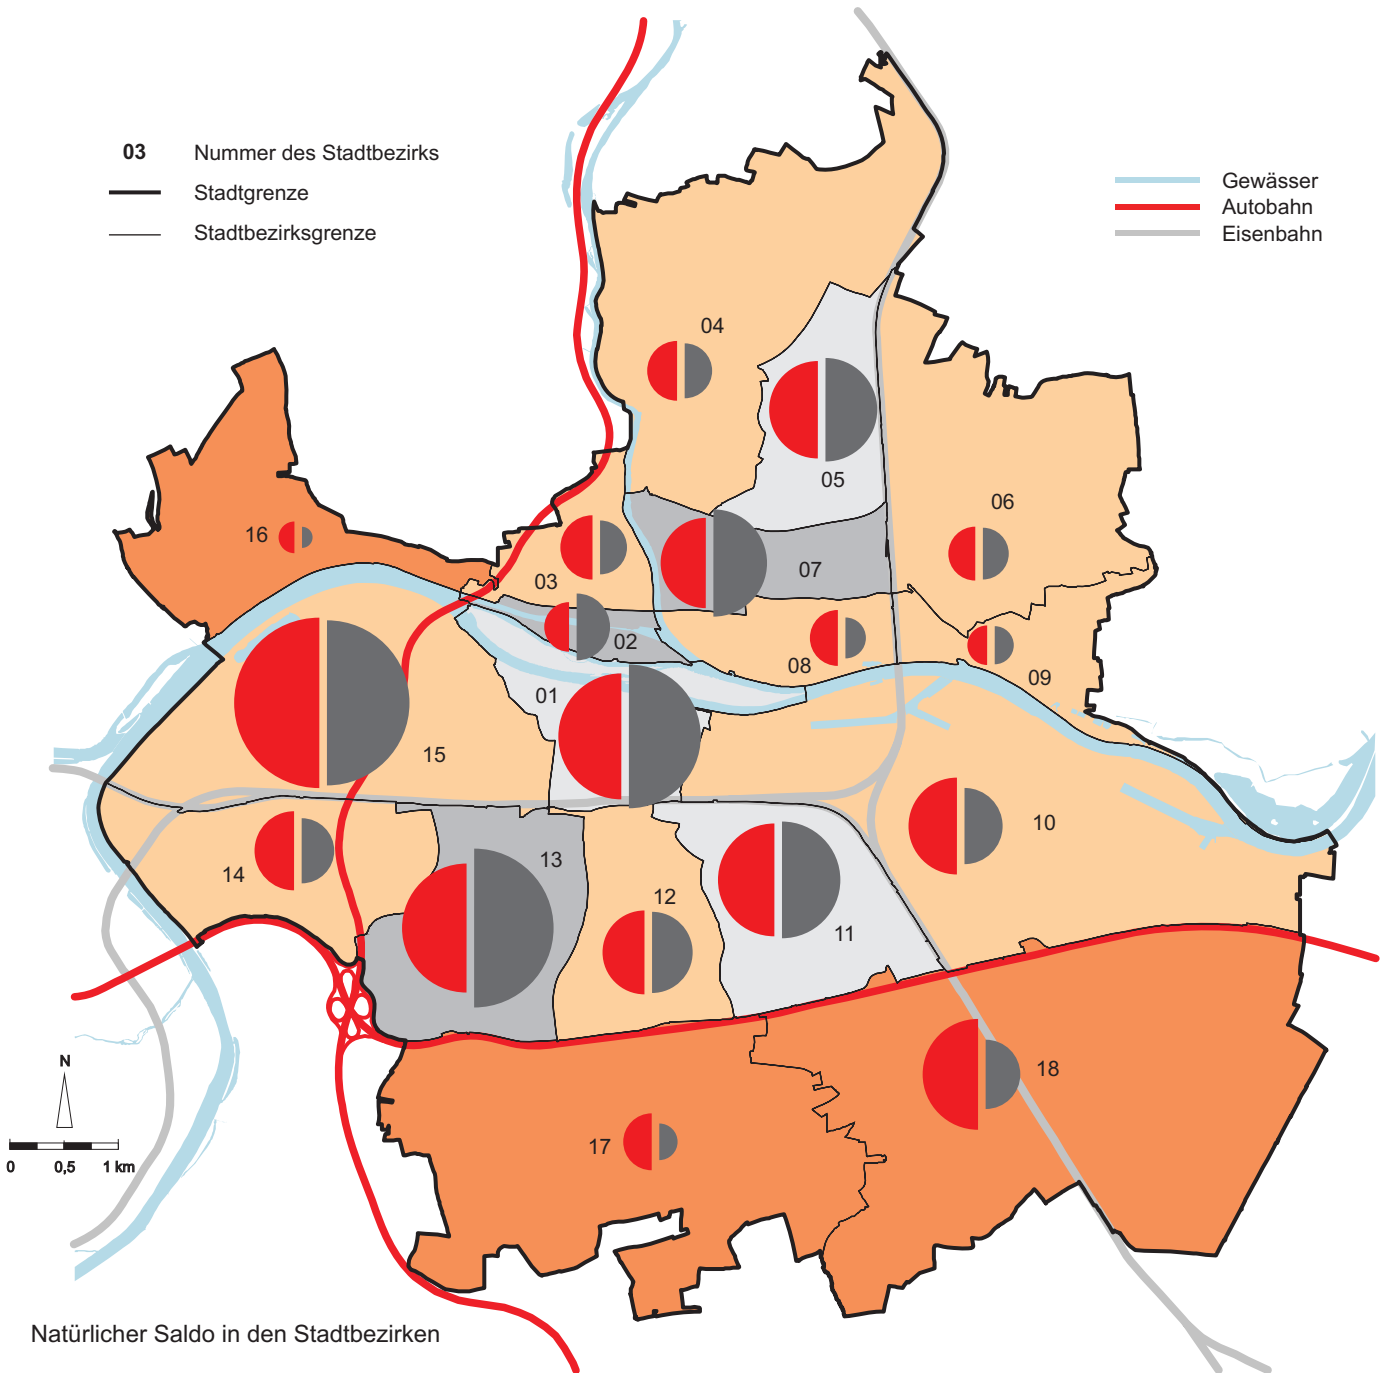 03 Nummer des Stadtbezirks
Stadtgrenze
Stadtbezirksgrenze
Gewässer
Autobahn
Eisenbahn
04
05
06
16
07
03
02
08
09
01
15
10
13
14
12
11
18
17
N
0 0,5 1 km
Natürlicher Saldo in den Stadtbezirken